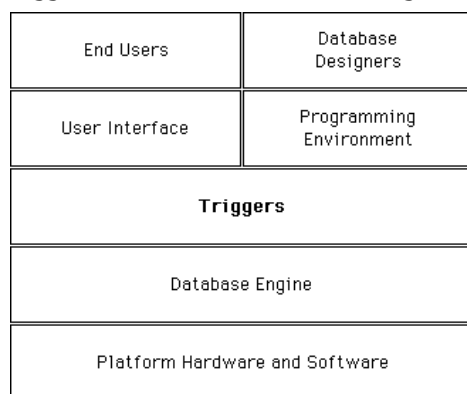 End Users
Database
Designers
User Interface
Programming
Environment
Triggers
Database Engine
Platform Hardware and Software